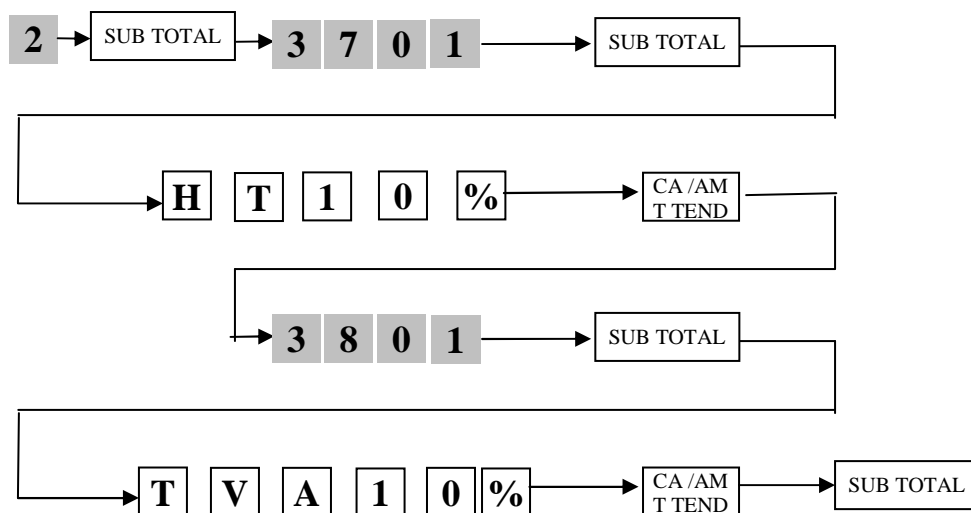 2 SUB TOTAL 3 7 0 1 SUB TOTAL
H T 1 0 % CA /AM
T TEND
3 8 0 1 SUB TOTAL
T V A 1 0 % CA /AM
T TEND SUB TOTAL